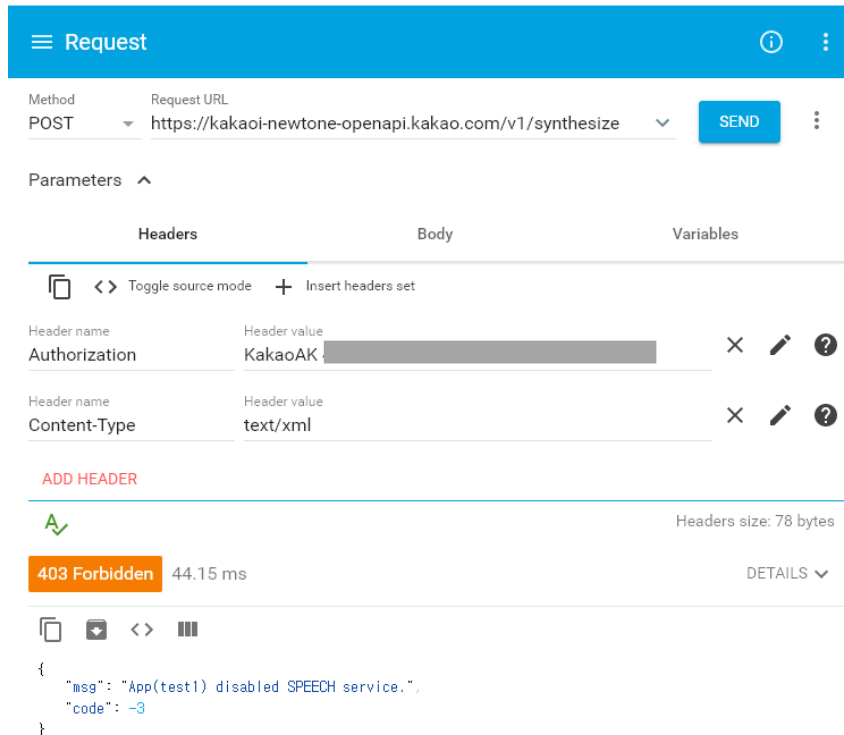 Request
Method
Request URL
POST
https://kakaoi-newtone-openapi.kakao.com/v1/synthesize
SEND
Parameters
Headers
Body
Variables
Toggle source mode
Insert headers set
Header name
Header value
Authorization
KakaoAK
Header name
Header value
Content-Type
text/xml
ADD HEADER
Headers size: 78 bytes
403 Forbidden
44.15 ms
DETAILS
{
"msg": "App(test1) disabled SPEECH service.",
"code": -3
}